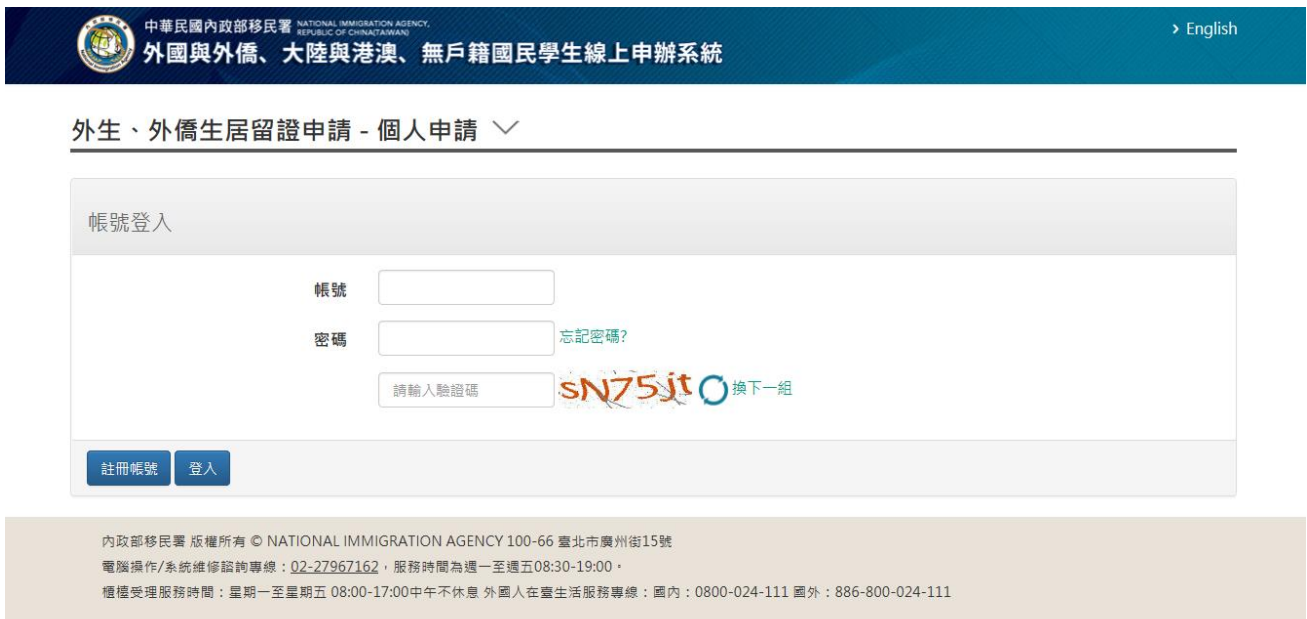 中華民國內政部移民署 NATIONAL IMMIGRATION AGENCY, REPUBLIC OF CHINA(TAIWAN)
外國與外僑、大陸與港澳、無戶籍國民學生線上申辦系統
> English
外生、外僑生居留證申請 - 個人申請
帳號登入
帳號
密碼 忘記密碼?
請輸入驗證碼 sN75jt 換下一組
註冊帳號 登入
內政部移民署 版權所有 © NATIONAL IMMIGRATION AGENCY 100-66 臺北市廣州街15號
電腦操作/系統維修諮詢專線：02-27967162，服務時間為週一至週五08:30-19:00。
櫃檯受理服務時間：星期一至星期五 08:00-17:00中午不休息 外國人在臺生活服務專線：國內：0800-024-111 國外：886-800-024-111